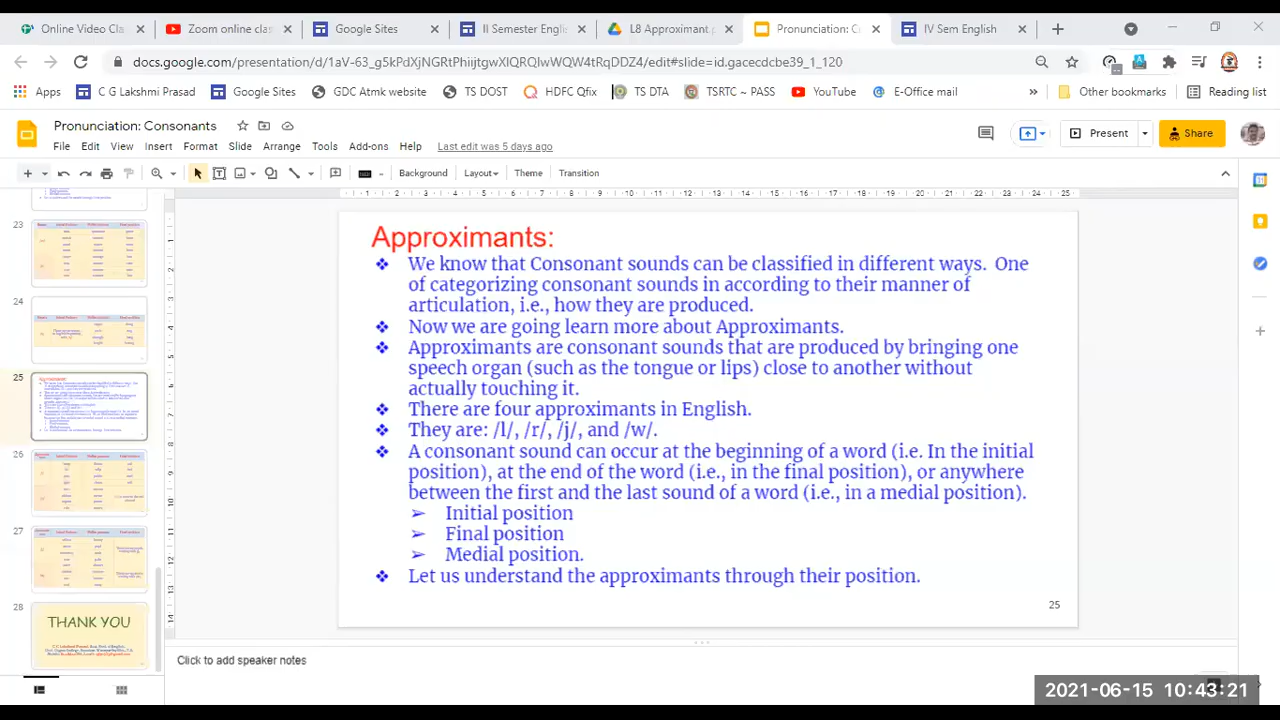 Online Video Cla
Zoom online clas
Google Sites
II Semester Engli
L8 Approximant.p
Pronunciation: C
IV Sem English
docs.google.com/presentation/d/1aV-63_g5kPdXjNGRtPhiijtgwXIQRQIwWQW4tRqDDZ4/edit#slide=id.gacecdcbe39_1_120
Apps
C G Lakshmi Prasad
Google Sites
GDC Atmk website
TS DOST
HDFC Qfix
TS DTA
TSRTC ~ PASS
YouTube
E-Office mail
»
Other bookmarks
Reading list
Pronunciation: Consonants
File Edit View Insert Format Slide Arrange Tools Add-ons Help Last edit was 5 days ago
Present
Share
Background Layout Theme Transition
23
24
25
26
27
28
THANK YOU
Approximants:
❖ We know that Consonant sounds can be classified in different ways. One
of categorizing consonant sounds in according to their manner of
articulation, i.e., how they are produced.
❖ Now we are going learn more about Approximants.
❖ Approximants are consonant sounds that are produced by bringing one
speech organ (such as the tongue or lips) close to another without
actually touching it.
❖ There are four approximants in English.
❖ They are: /l/, /r/, /j/, and /w/.
❖ A consonant sound can occur at the beginning of a word (i.e. In the initial
position), at the end of the word (i.e., in the final position), or anywhere
between the first and the last sound of a word (i.e., in a medial position).
➢ Initial position
➢ Final position
➢ Medial position.
❖ Let us understand the approximants through their position.
25
Click to add speaker notes
2021-06-15 10:43:21